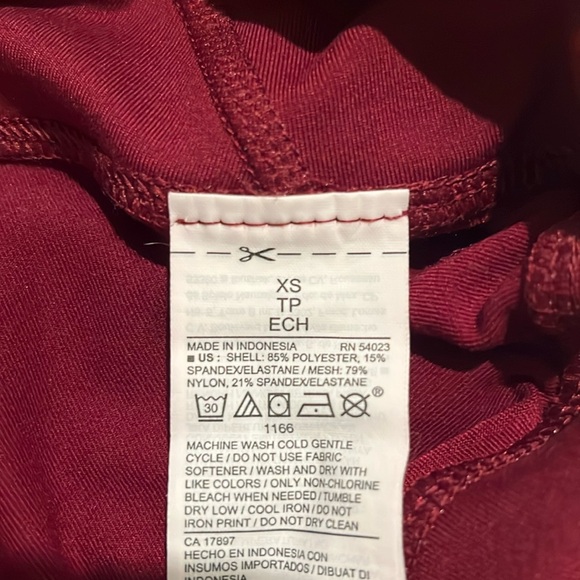 XS
TP
ECH
MADE IN INDONESIA RN 54023
■ US : SHELL: 85% POLYESTER, 15%
SPANDEX/ELASTANE / MESH: 79%
NYLON, 21% SPANDEX/ELASTANE
30 ®
1166
MACHINE WASH COLD GENTLE
CYCLE / DO NOT USE FABRIC
SOFTENER / WASH AND DRY WITH
LIKE COLORS / ONLY NON-CHLORINE
BLEACH WHEN NEEDED / TUMBLE
DRY LOW / COOL IRON / DO NOT
IRON PRINT / DO NOT DRY CLEAN
CA 17897
HECHO EN INDONESIA CON
INSUMOS IMPORTADOS / DIBUAT DI
INDONESIA